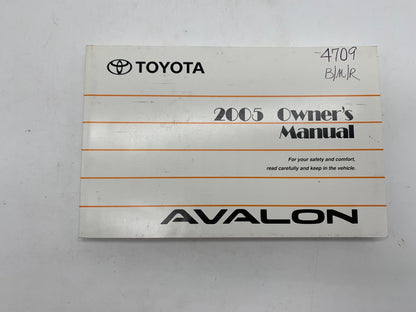 -4709
B/M/R
TOYOTA
2005 Owner's
Manual
For your safety and comfort,
read carefully and keep in the vehicle.
AVALON